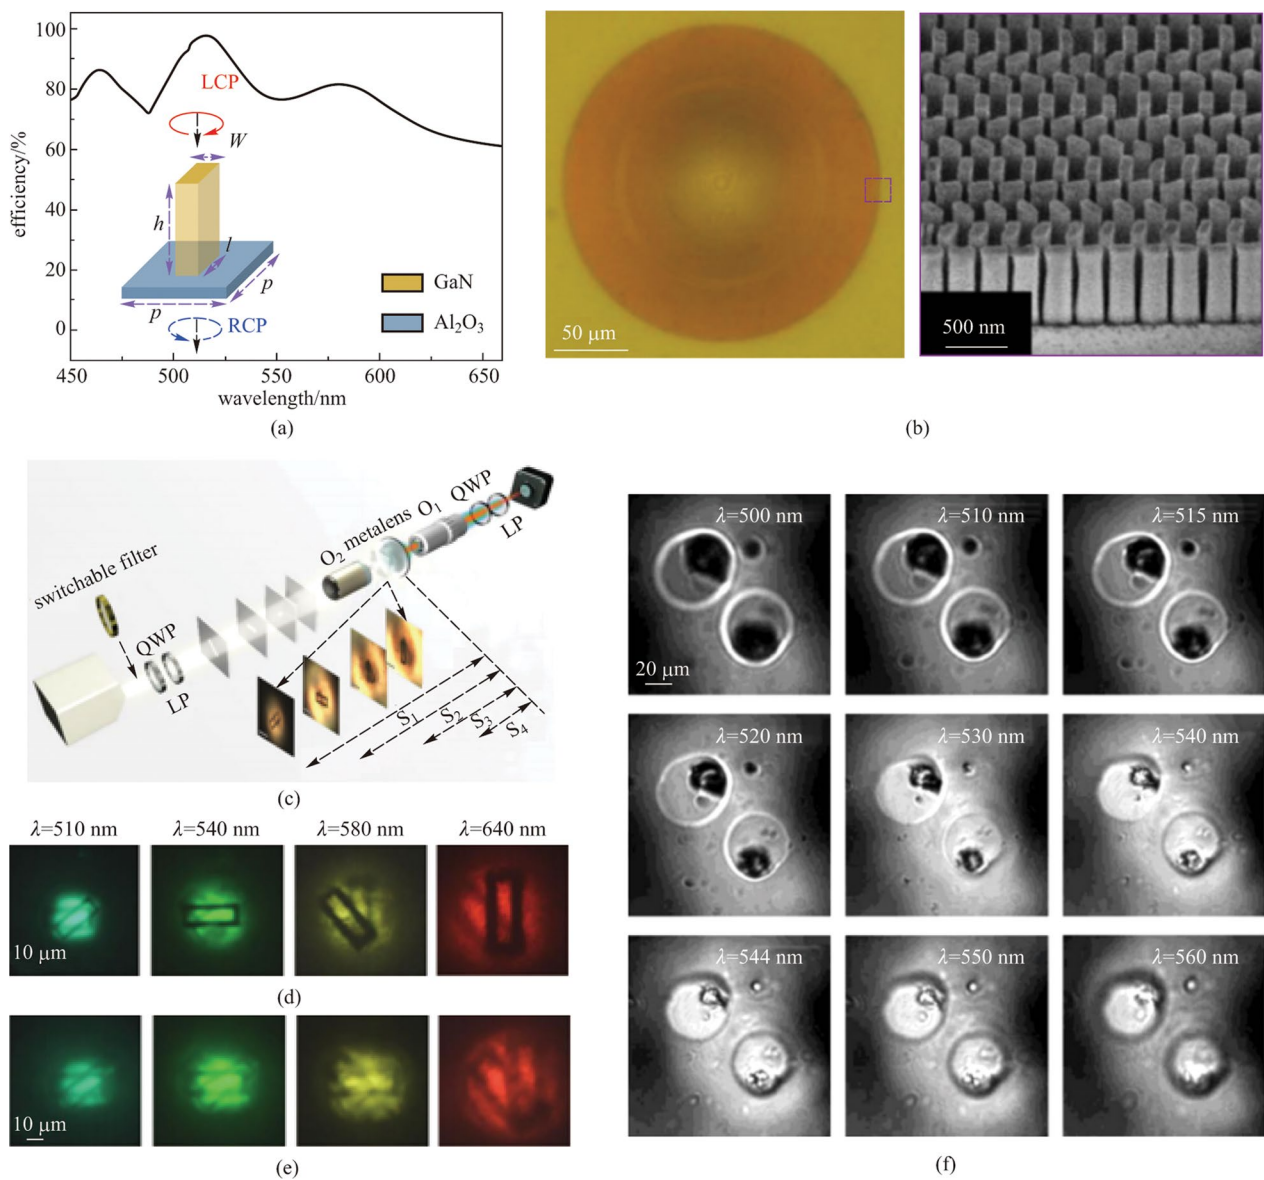 100
80
60
40
20
0
efficiency/%
LCP
W
h
l
p
p
RCP
GaN
Al₂O₃
450
500
550
600
650
wavelength/nm
(a)
50 μm
500 nm
(b)
switchable filter
QWP
LP
O₂ metalens
O₁
QWP
LP
S₁
S₂
S₃
S₄
(c)
λ=510 nm
λ=540 nm
λ=580 nm
λ=640 nm
10 μm
(d)
10 μm
(e)
λ=500 nm
λ=510 nm
λ=515 nm
20 μm
λ=520 nm
λ=530 nm
λ=540 nm
λ=544 nm
λ=550 nm
λ=560 nm
(f)